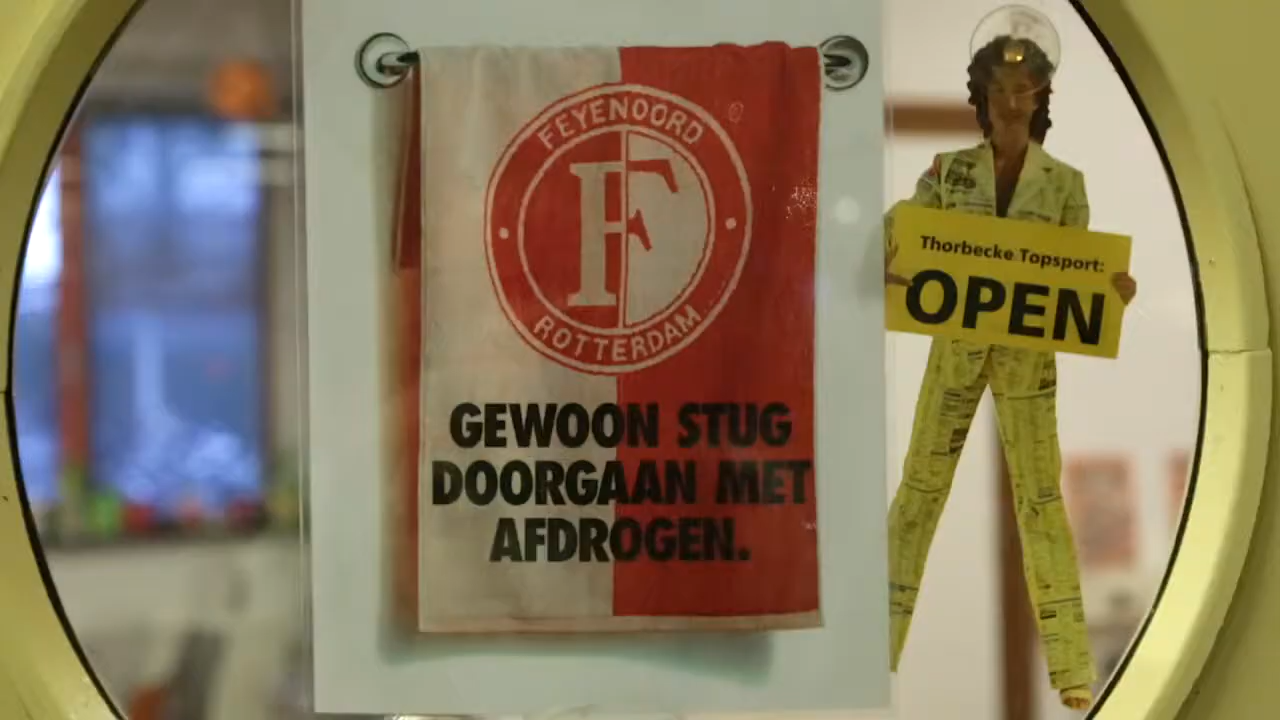 FEYENOORD
®
F
ROTTERDAM
GEWOON STUG
DOORGAAN MET
AFDROGEN.
Thorbecke Topsport:
OPEN